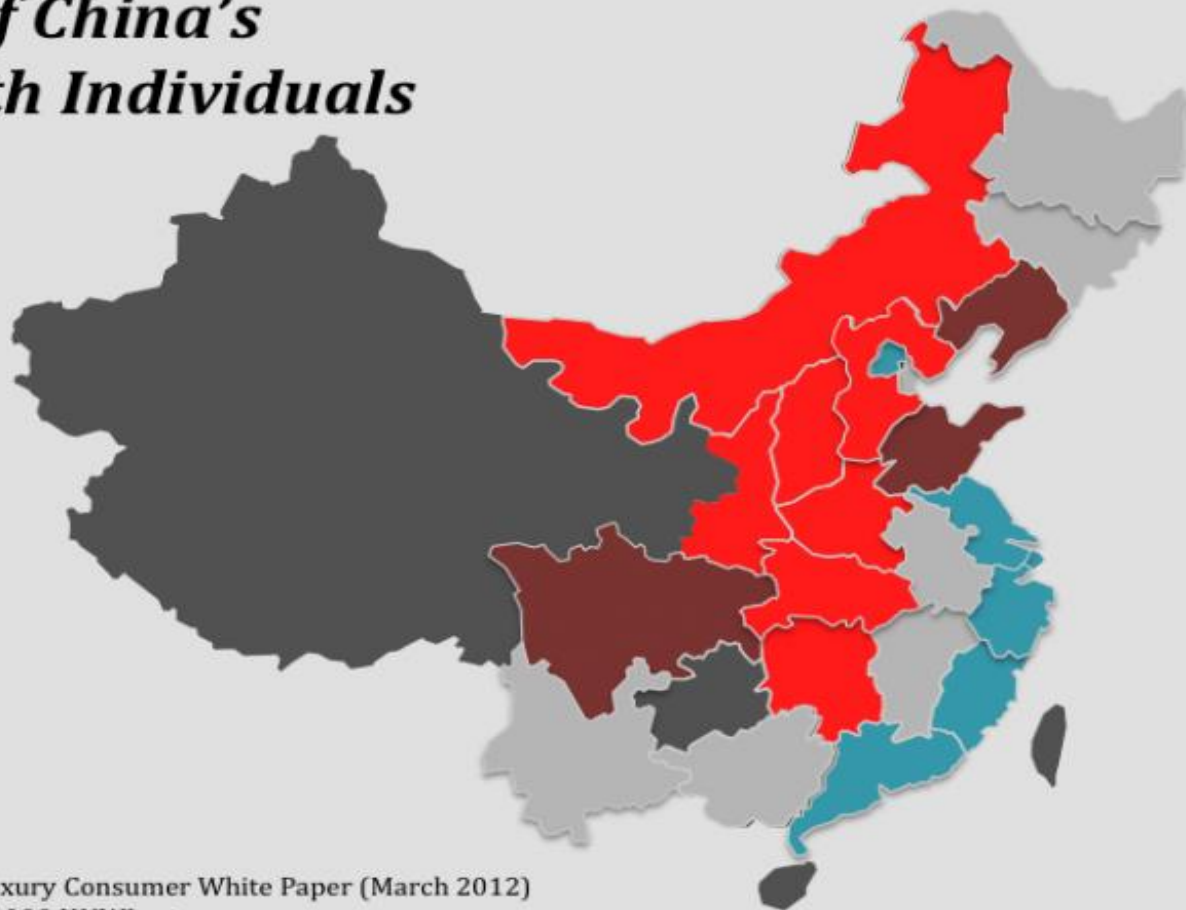 f China's
th Individuals
xury Consumer White Paper (March 2012)